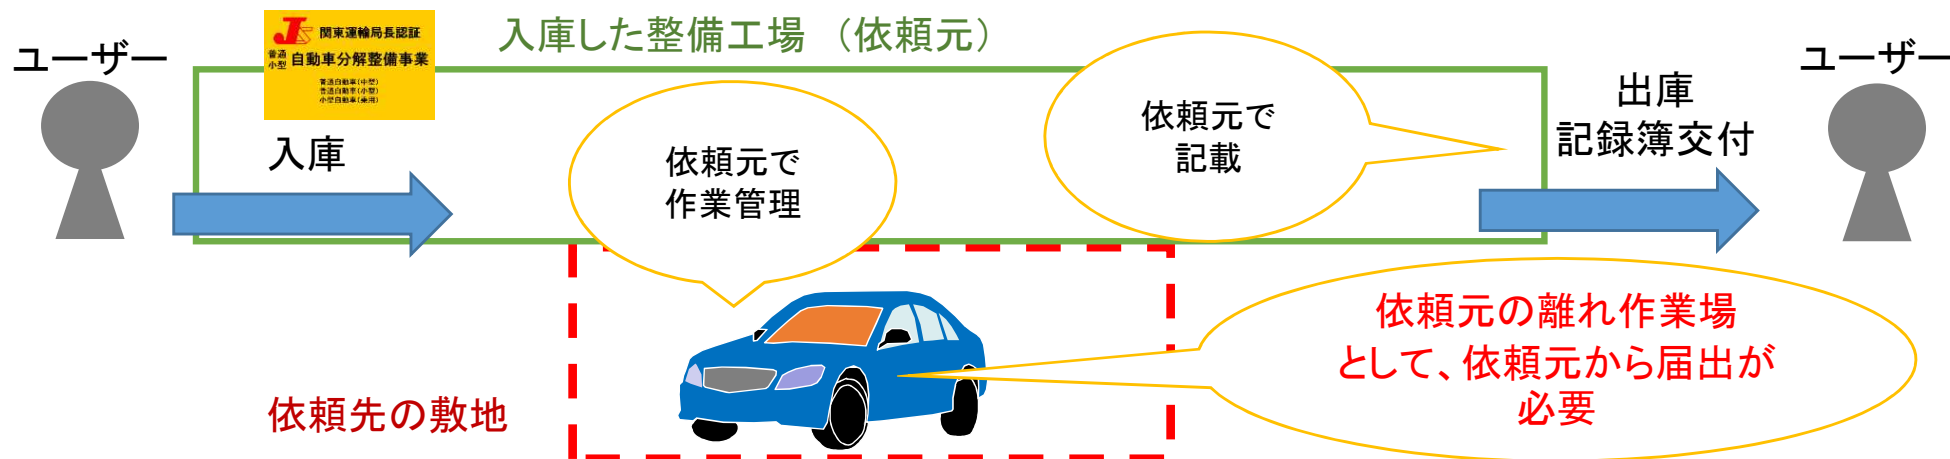 ユーザー
関東運輸局長認証
普通
小型
自動車分解整備事業
普通自動車(中型)
普通自動車(小型)
小型自動車(乗用)
入庫した整備工場 （依頼元）
入庫
依頼元で
作業管理
依頼元で
記載
出庫
記録簿交付
ユーザー
依頼先の敷地
依頼元の離れ作業場
として、依頼元から届出が
必要